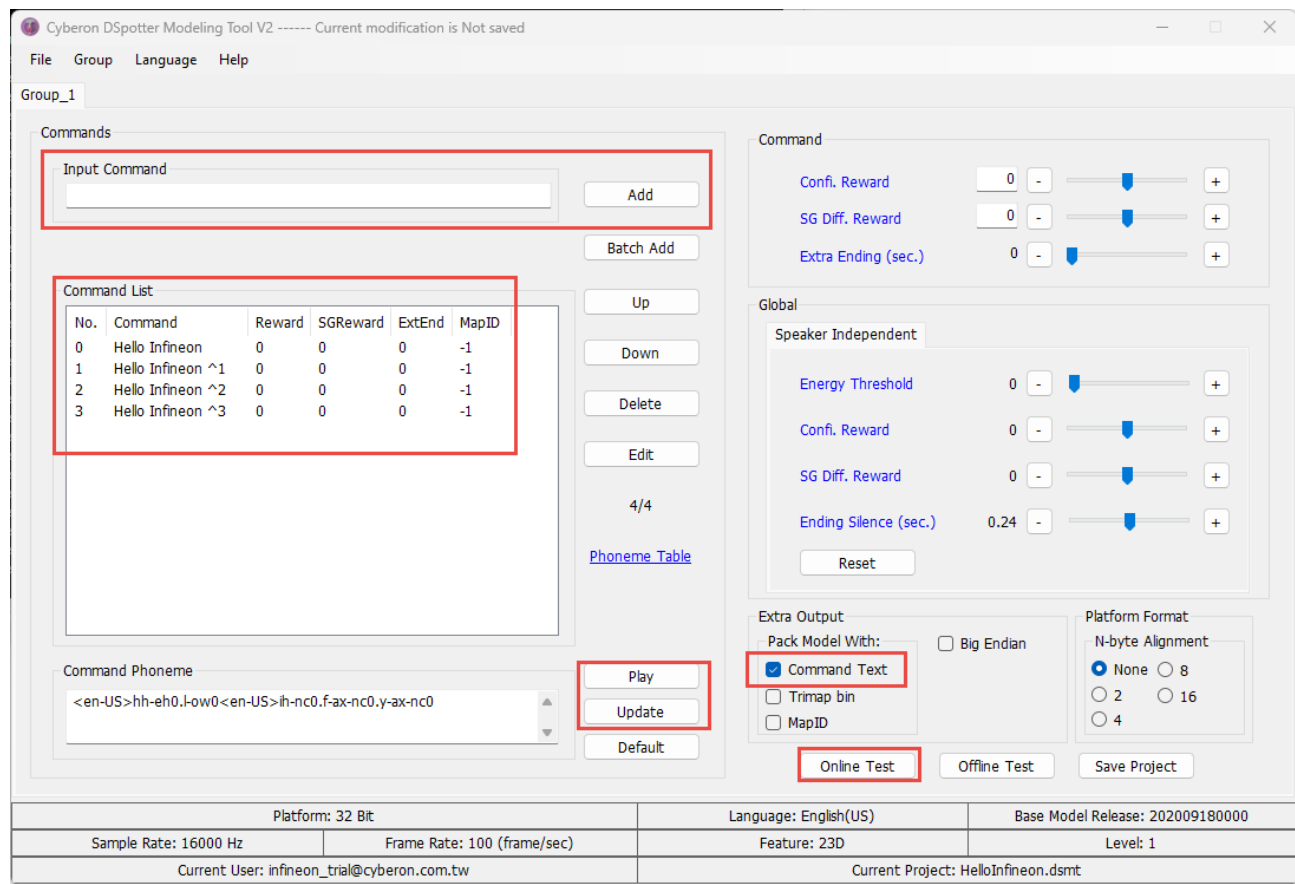 Cyberon DSpotter Modeling Tool V2 ------ Current modification is Not saved
File Group Language Help
Group_1
Commands
Input Command
Add
Batch Add
Command List
No. Command Reward SGReward ExtEnd MapID
0 Hello Infineon 0 0 0 -1
1 Hello Infineon ^1 0 0 0 -1
2 Hello Infineon ^2 0 0 0 -1
3 Hello Infineon ^3 0 0 0 -1
Up
Down
Delete
Edit
4/4
Phoneme Table
Command Phoneme
<en-US>hh-eh0.l-ow0<en-US>ih-nc0.f-ax-nc0.y-ax-nc0
Play
Update
Default
Command
Confi. Reward 0 - +
SG Diff. Reward 0 - +
Extra Ending (sec.) 0 - +
Global
Speaker Independent
Energy Threshold 0 - +
Confi. Reward 0 - +
SG Diff. Reward 0 - +
Ending Silence (sec.) 0.24 - +
Reset
Extra Output
Pack Model With:
Command Text
Trimap bin
MapID
Big Endian
Platform Format
N-byte Alignment
None 8
2 16
4
Online Test Offline Test Save Project
Platform: 32 Bit Language: English(US) Base Model Release: 202009180000
Sample Rate: 16000 Hz Frame Rate: 100 (frame/sec) Feature: 23D Level: 1
Current User: infineon_trial@cyberon.com.tw Current Project: HelloInfineon.dsmt